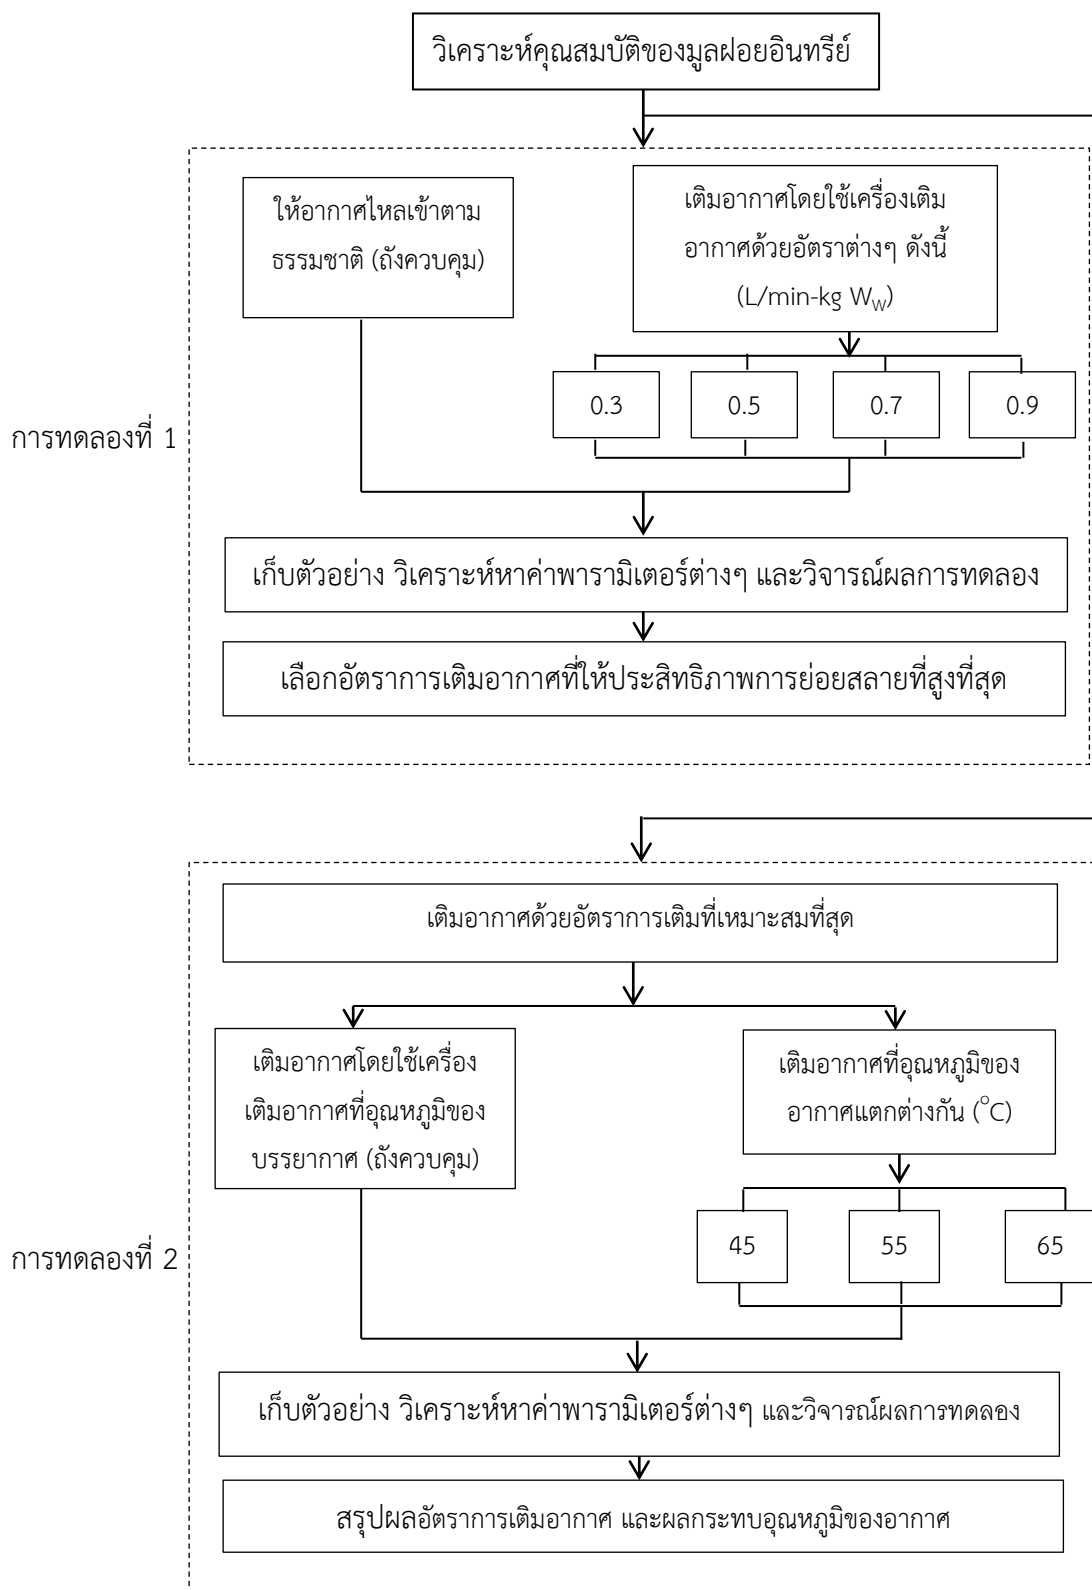 วิเคราะห์คุณสมบัติของมูลฝอยอินทรีย์
ให้อากาศไหลเข้าตาม
ธรรมชาติ (ถังควบคุม)
เติมอากาศโดยใช้เครื่องเติม
อากาศด้วยอัตราต่างๆ ดังนี้
(L/min-kg W_W)
0.3
0.5
0.7
0.9
การทดลองที่ 1
เก็บตัวอย่าง วิเคราะห์หาค่าพารามิเตอร์ต่างๆ และวิจารณ์ผลการทดลอง
เลือกอัตราการเติมอากาศที่ให้ประสิทธิภาพการย่อยสลายที่สูงที่สุด
เติมอากาศด้วยอัตราการเติมที่เหมาะสมที่สุด
เติมอากาศโดยใช้เครื่อง
เติมอากาศที่อุณหภูมิของ
บรรยากาศ (ถังควบคุม)
เติมอากาศที่อุณหภูมิของ
อากาศแตกต่างกัน (°C)
45
55
65
การทดลองที่ 2
เก็บตัวอย่าง วิเคราะห์หาค่าพารามิเตอร์ต่างๆ และวิจารณ์ผลการทดลอง
สรุปผลอัตราการเติมอากาศ และผลกระทบอุณหภูมิของอากาศ